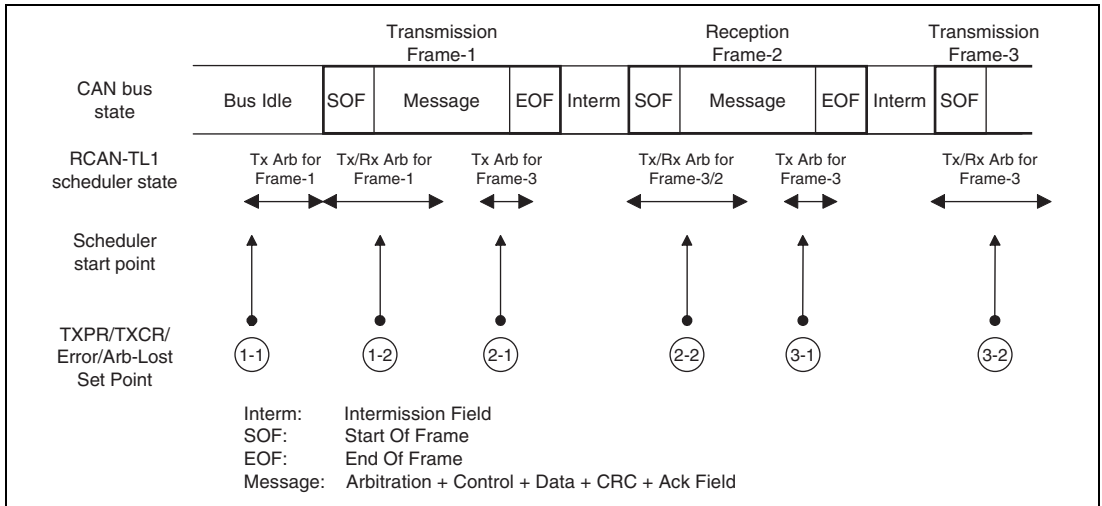 Transmission
Frame-1
Reception
Frame-2
Transmission
Frame-3
CAN bus
state
Bus Idle
SOF
Message
EOF
Interm
SOF
Message
EOF
Interm
SOF
RCAN-TL1
scheduler state
Tx Arb for
Frame-1
Tx/Rx Arb for
Frame-1
Tx Arb for
Frame-3
Tx/Rx Arb for
Frame-3/2
Tx Arb for
Frame-3
Tx/Rx Arb for
Frame-3
Scheduler
start point
TXPR/TXCR/
Error/Arb-Lost
Set Point
1-1
1-2
2-1
2-2
3-1
3-2
Interm: Intermission Field
SOF: Start Of Frame
EOF: End Of Frame
Message: Arbitration + Control + Data + CRC + Ack Field